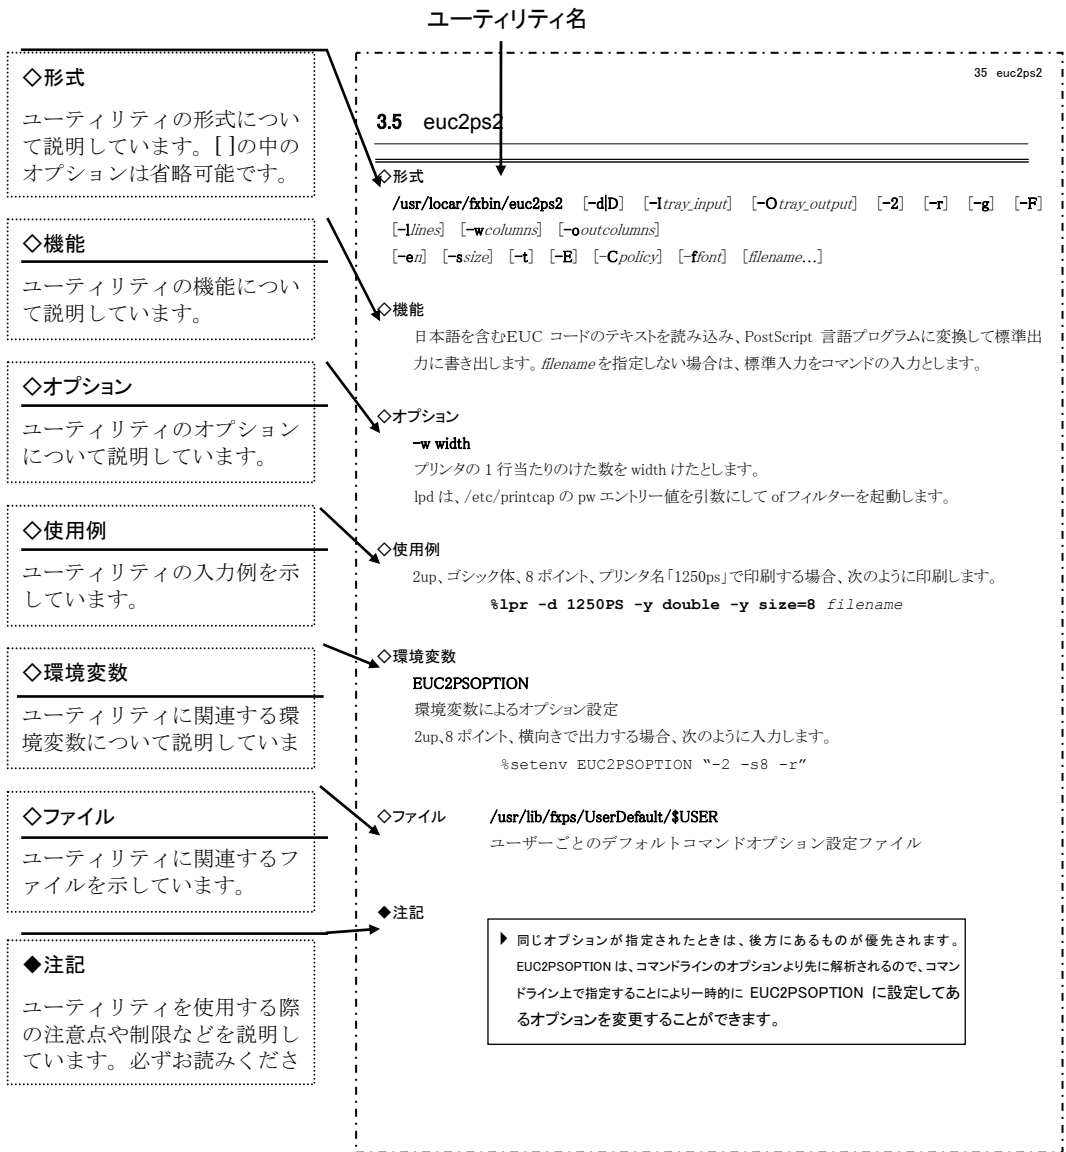 ユーティリティ名
◇形式
ユーティリティの形式につい
て説明しています。[ ]の中の
オプションは省略可能です。
◇機能
ユーティリティの機能につい
て説明しています。
◇オプション
ユーティリティのオプション
について説明しています。
◇使用例
ユーティリティの入力例を示
しています。
◇環境変数
ユーティリティに関連する環
境変数について説明していま
◇ファイル
ユーティリティに関連するフ
ァイルを示しています。
◆注記
ユーティリティを使用する際
の注意点や制限などを説明し
ています。必ずお読みくださ
35 euc2ps2
3.5 euc2ps2
◇形式
/usr/locar/fxbin/euc2ps2 [-d|D] [-Itray_input] [-Otray_output] [-2] [-r] [-g] [-F]
[-llines] [-wcolumns] [-ooutcolumns]
[-en] [-ssize] [-t] [-E] [-Cpolicy] [-ffont] [filename…]
◇機能
日本語を含むEUC コードのテキストを読み込み、PostScript 言語プログラムに変換して標準出
力に書き出します。filenameを指定しない場合は、標準入力をコマンドの入力とします。
◇オプション
-w width
プリンタの 1 行当たりのけた数を width けたとします。
lpd は、/etc/printcap の pw エントリー値を引数にして of フィルターを起動します。
◇使用例
2up、ゴシック体、8 ポイント、プリンタ名「1250ps」で印刷する場合、次のように印刷します。
%lpr -d 1250PS -y double -y size=8 filename
◇環境変数
EUC2PSOPTION
環境変数によるオプション設定
2up、8 ポイント、横向きで出力する場合、次のように入力します。
%setenv EUC2PSOPTION “-2 -s8 -r”
◇ファイル /usr/lib/fxps/UserDefault/$USER
ユーザーごとのデフォルトコマンドオプション設定ファイル
◆注記
同じオプションが指定されたときは、後方にあるものが優先されます。
EUC2PSOPTION は、コマンドラインのオプションより先に解析されるので、コマン
ドライン上で指定することにより一時的に EUC2PSOPTION に設定してあ
るオプションを変更することができます。